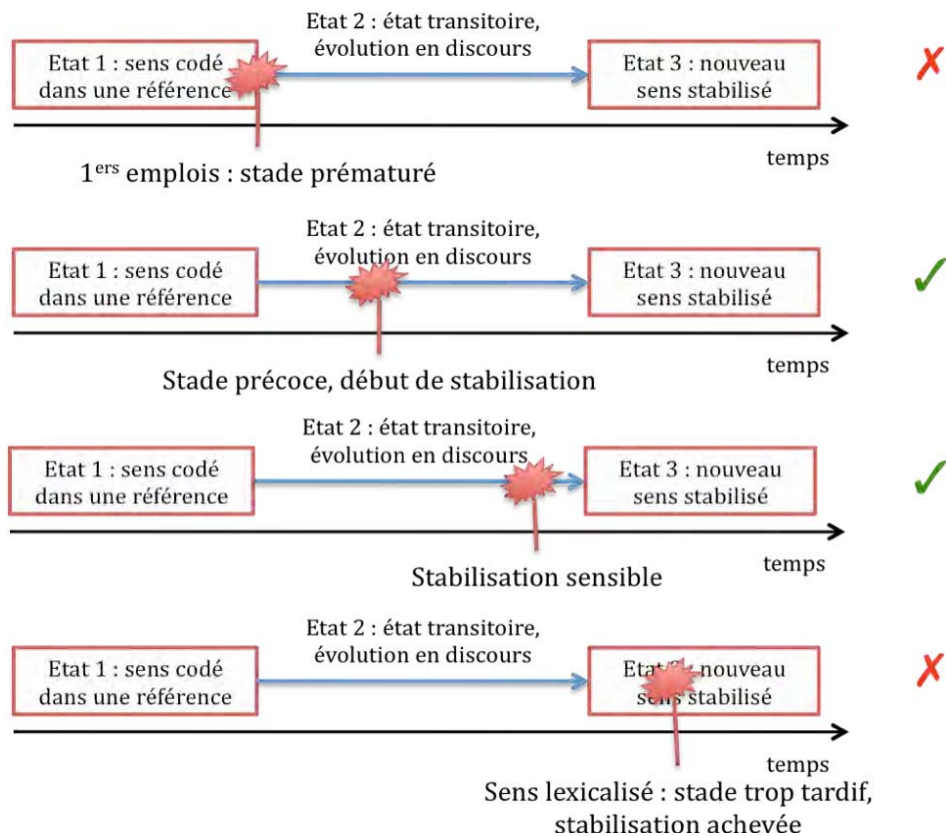 Etat 2 : état transitoire,
évolution en discours
Etat 1 : sens codé
dans une référence
Etat 3 : nouveau
sens stabilisé
✗
temps
1ers emplois : stade prématuré
Etat 2 : état transitoire,
évolution en discours
Etat 1 : sens codé
dans une référence
Etat 3 : nouveau
sens stabilisé
✓
temps
Stade précoce, début de stabilisation
Etat 2 : état transitoire,
évolution en discours
Etat 1 : sens codé
dans une référence
Etat 3 : nouveau
sens stabilisé
✓
temps
Stabilisation sensible
Etat 2 : état transitoire,
évolution en discours
Etat 1 : sens codé
dans une référence
Etat 3 : nouveau
sens stabilisé
✗
temps
Sens lexicalisé : stade trop tardif,
stabilisation achevée